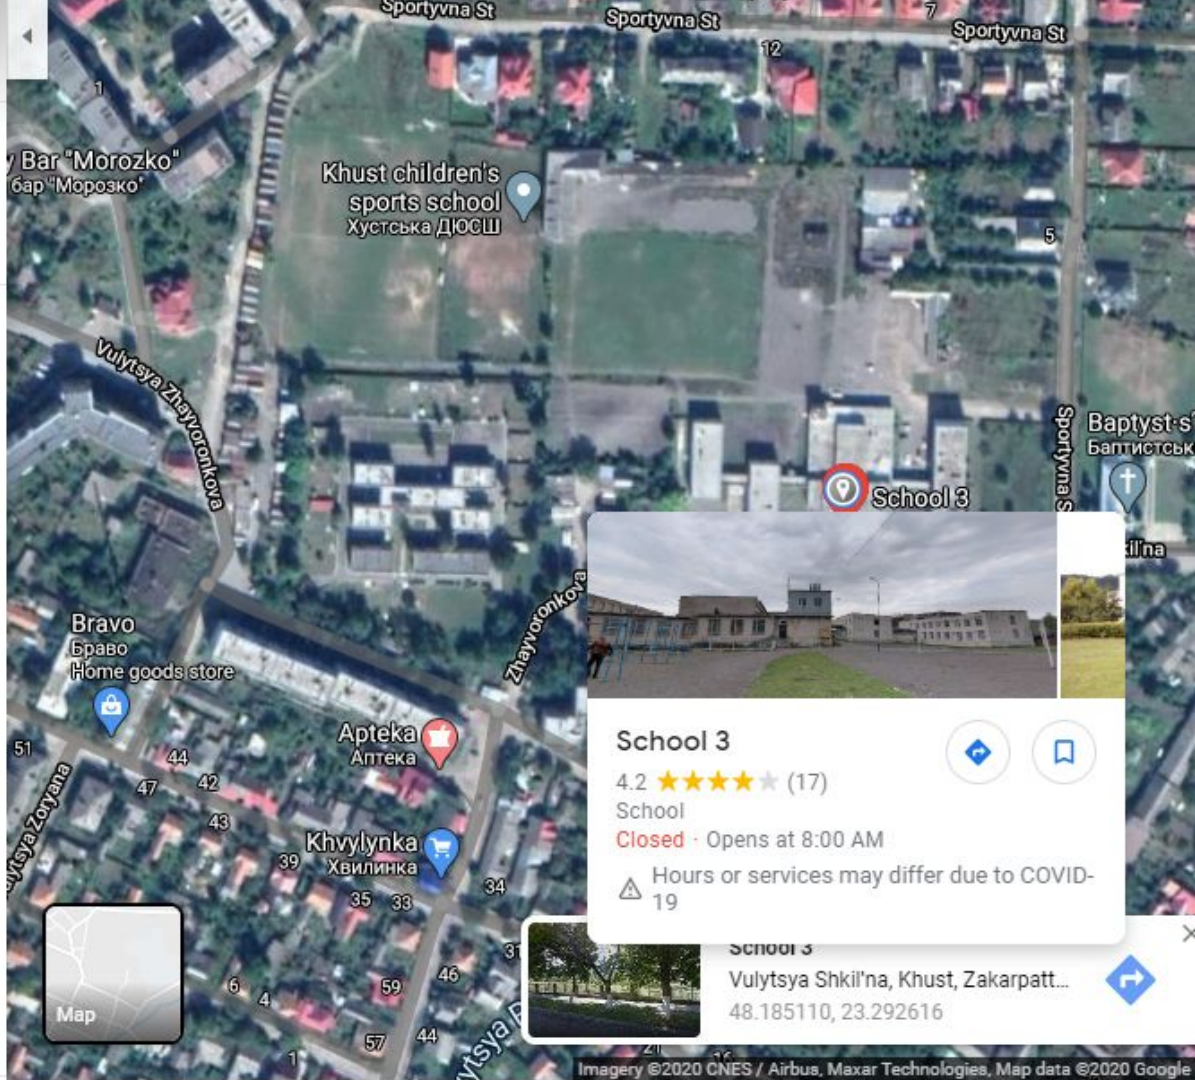 Sportyvna St
Sportyvna St
7
Sportyvna St
12
1
y Bar "Morozko"
бар "Морозко"
Khust children's
sports school
Хустська ДЮСШ
5
Vulytsya Zhayvoronkova
Sportyvna S
Baptyst·s'
Баптистськ
School 3
kil'na
Zhayvoronkova
Bravo
Браво
Home goods store
Apteka
Аптека
51
44
47
42
43
Khvylynka
Хвилинка
39
35
33
34
ulytsya Zoryana
School 3
4.2 (17)
School
Closed · Opens at 8:00 AM
Hours or services may differ due to COVID-
19
31
School 3
Vulytsya Shkil'na, Khust, Zakarpatt...
48.185110, 23.292616
46
59
6
4
Map
57
44
1
21
16
Imagery ©2020 CNES / Airbus, Maxar Technologies, Map data ©2020 Google